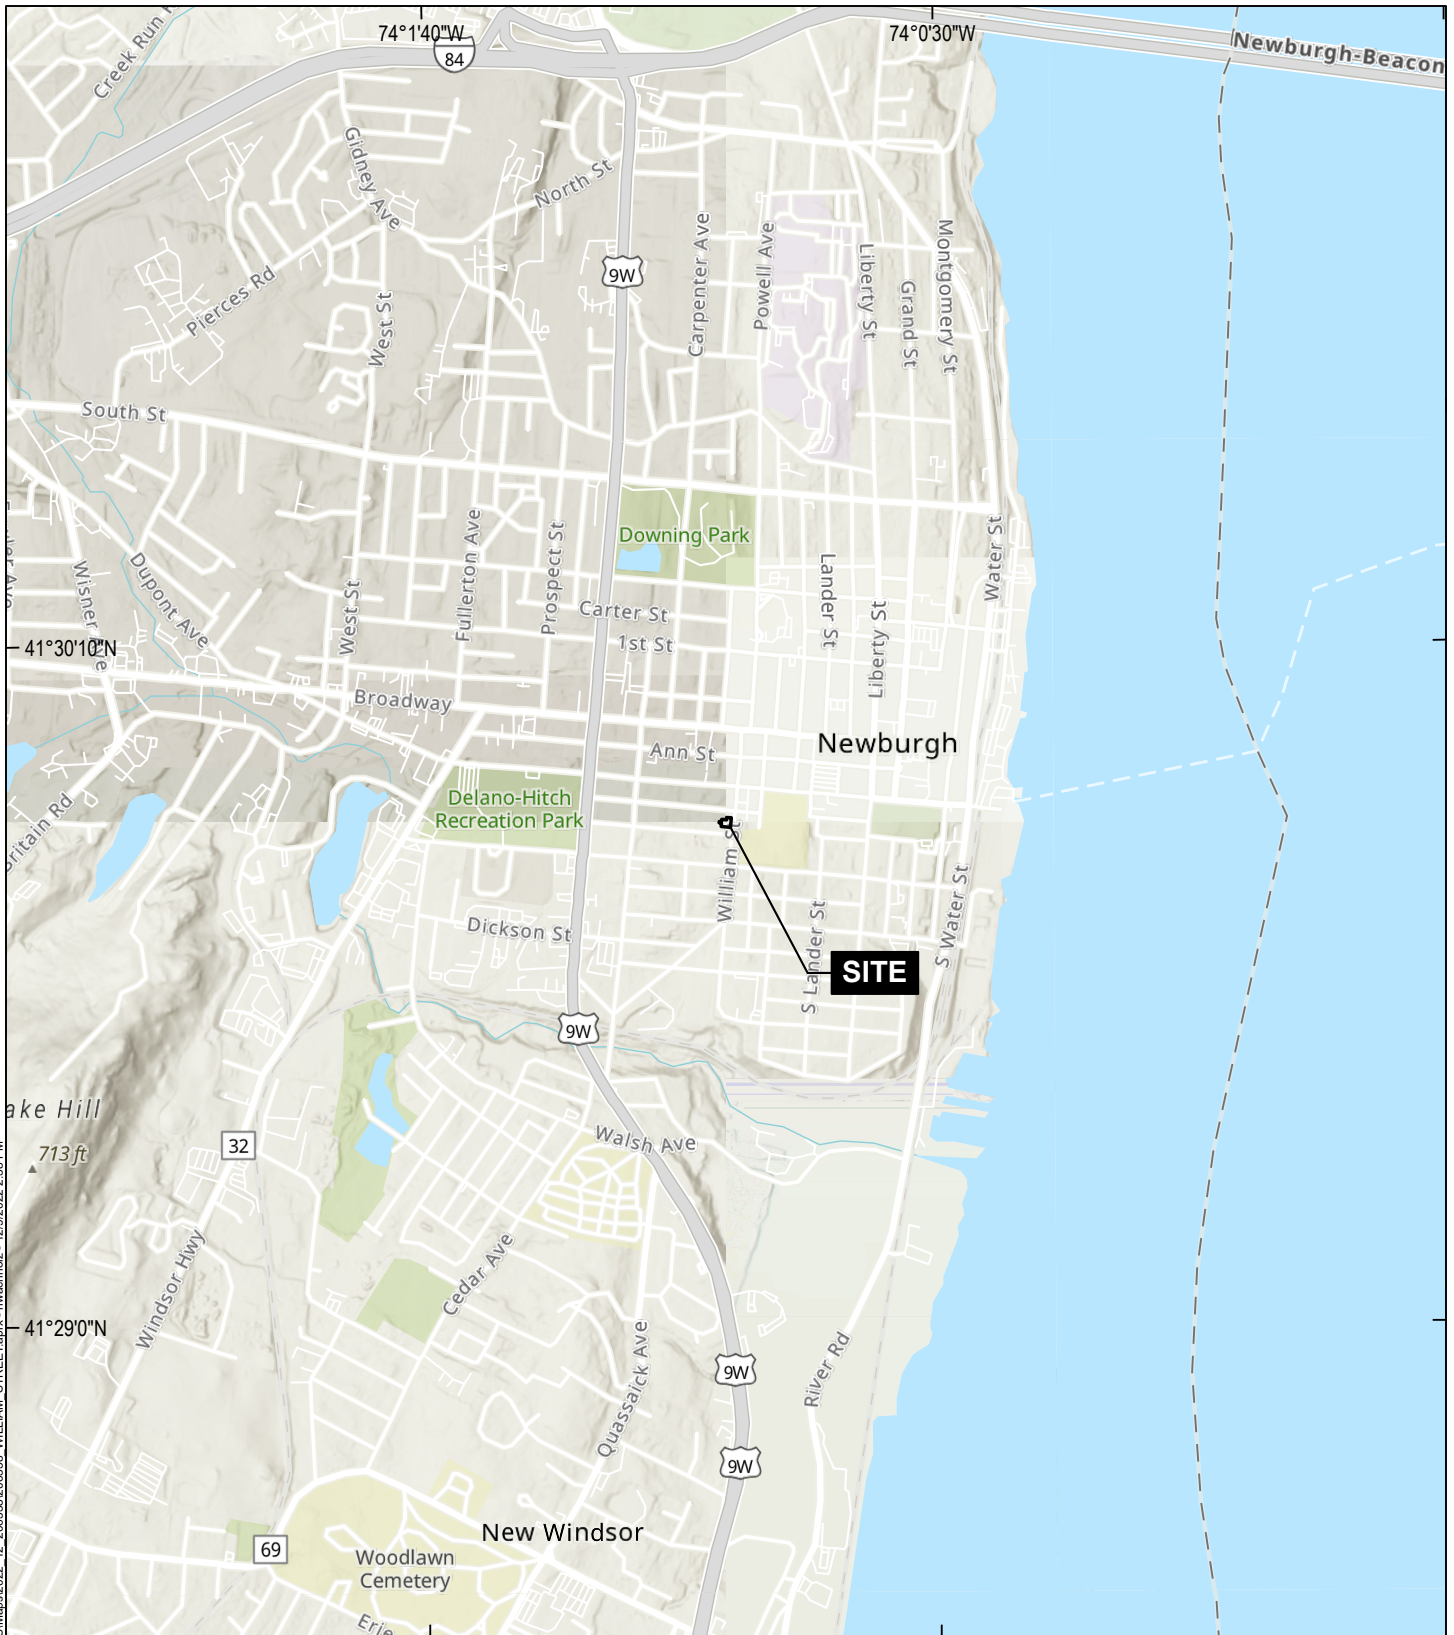 74°1'40"W
74°0'30"W
Creek Run
84
Newburgh-Beacon
Gidney Ave
North St
9W
Carpenter Ave
Powell Ave
Liberty St
Grand St
Montgomery St
Pierces Rd
West St
South St
Downing Park
Fullerton Ave
Prospect St
Water St
Wisner Ave
Dupont Ave
West St
Carter St
1st St
Lander St
Liberty St
41°30'10"N
Broadway
Ann St
Newburgh
Delano-Hitch
Recreation Park
Britain Rd
William St
Dickson St
S Lander St
S Water St
SITE
9W
ake Hill
713 ft
32
Walsh Ave
Windsor Hwy
Cedar Ave
41°29'0"N
Quassaick Ave
River Rd
9W
9W
New Windsor
69
Woodlawn
Cemetery
Erie